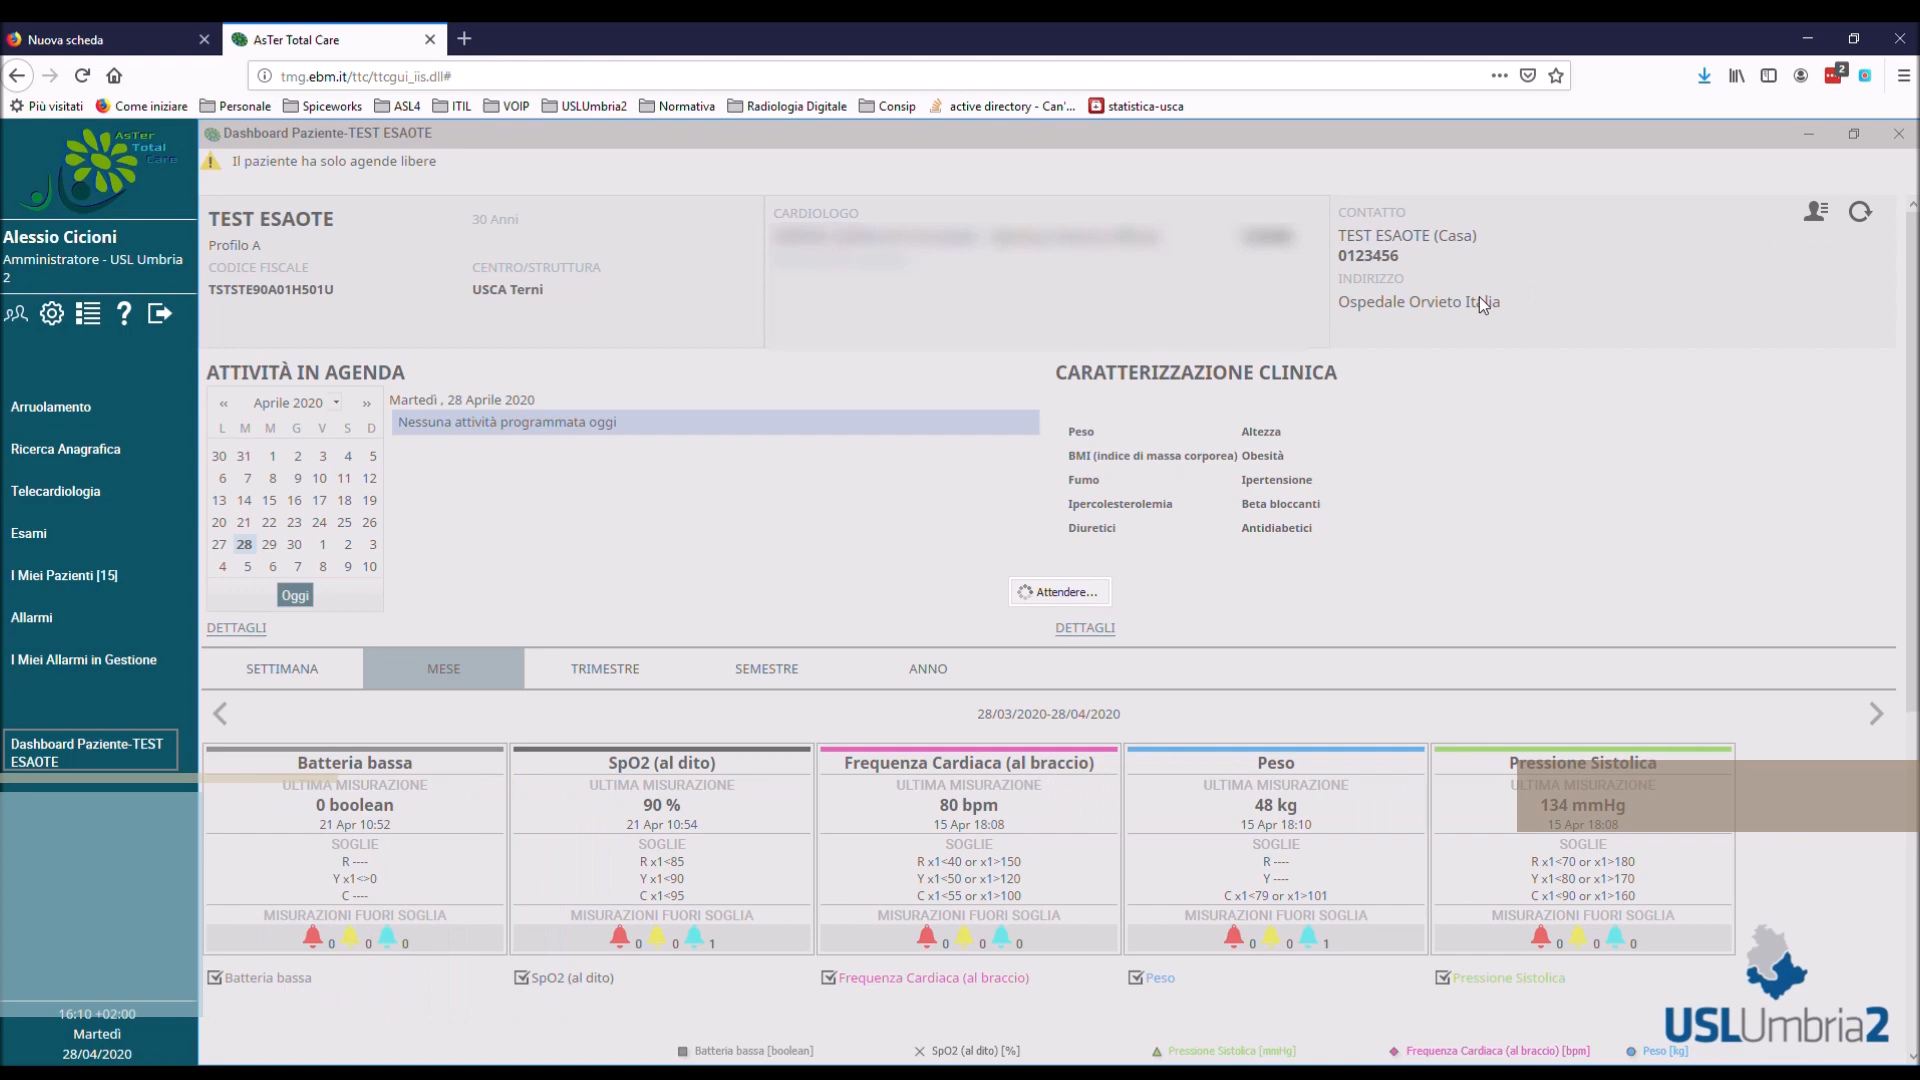 Nuova scheda
AsTer Total Care
tmg.ebm.it/ttc/ttcgui_iis.dll#
2
Più visitati Come iniziare Personale Spiceworks ASL4 ITIL VOIP USLUmbria2 Normativa Radiologia Digitale Consip active directory - Can'... statistica-usca
AsTer
Total
Care
Alessio Cicioni
Amministratore - USL Umbria
2
Arruolamento
Ricerca Anagrafica
Telecardiologia
Esami
I Miei Pazienti [15]
Allarmi
I Miei Allarmi in Gestione
Dashboard Paziente-TEST
ESAOTE
16:10 +02:00
Martedì
28/04/2020
Dashboard Paziente-TEST ESAOTE
Il paziente ha solo agende libere
TEST ESAOTE 30 Anni
Profilo A
CODICE FISCALE CENTRO/STRUTTURA
TSTSTE90A01H501U USCA Terni
CARDIOLOGO
CONTATTO
TEST ESAOTE (Casa)
0123456
INDIRIZZO
Ospedale Orvieto Italia
ATTIVITÀ IN AGENDA
« Aprile 2020 »
L M M G V S D
30 31 1 2 3 4 5
6 7 8 9 10 11 12
13 14 15 16 17 18 19
20 21 22 23 24 25 26
27 28 29 30 1 2 3
4 5 6 7 8 9 10
Oggi
Martedì , 28 Aprile 2020
Nessuna attività programmata oggi
DETTAGLI
CARATTERIZZAZIONE CLINICA
Peso Altezza
BMI (indice di massa corporea) Obesità
Fumo Ipertensione
Ipercolesterolemia Beta bloccanti
Diuretici Antidiabetici
Attendere...
DETTAGLI
SETTIMANA MESE TRIMESTRE SEMESTRE ANNO
28/03/2020-28/04/2020
Batteria bassa
ULTIMA MISURAZIONE
0 boolean
21 Apr 10:52
SOGLIE
R ----
Y x1<>0
C ----
MISURAZIONI FUORI SOGLIA
0 0 0
Batteria bassa
SpO2 (al dito)
ULTIMA MISURAZIONE
90 %
21 Apr 10:54
SOGLIE
R x1<85
Y x1<90
C x1<95
MISURAZIONI FUORI SOGLIA
0 0 1
SpO2 (al dito)
Frequenza Cardiaca (al braccio)
ULTIMA MISURAZIONE
80 bpm
15 Apr 18:08
SOGLIE
R x1<40 or x1>150
Y x1<50 or x1>120
C x1<55 or x1>100
MISURAZIONI FUORI SOGLIA
0 0 0
Frequenza Cardiaca (al braccio)
Peso
ULTIMA MISURAZIONE
48 kg
15 Apr 18:10
SOGLIE
R ----
Y ----
C x1<79 or x1>101
MISURAZIONI FUORI SOGLIA
0 0 1
Peso
Pressione Sistolica
ULTIMA MISURAZIONE
134 mmHg
15 Apr 18:08
SOGLIE
R x1<70 or x1>180
Y x1<80 or x1>170
C x1<90 or x1>160
MISURAZIONI FUORI SOGLIA
0 0 0
Pressione Sistolica
Batteria bassa [boolean] SpO2 (al dito) [%] Pressione Sistolica [mmHg] Frequenza Cardiaca (al braccio) [bpm] Peso [kg]
USLUmbria2